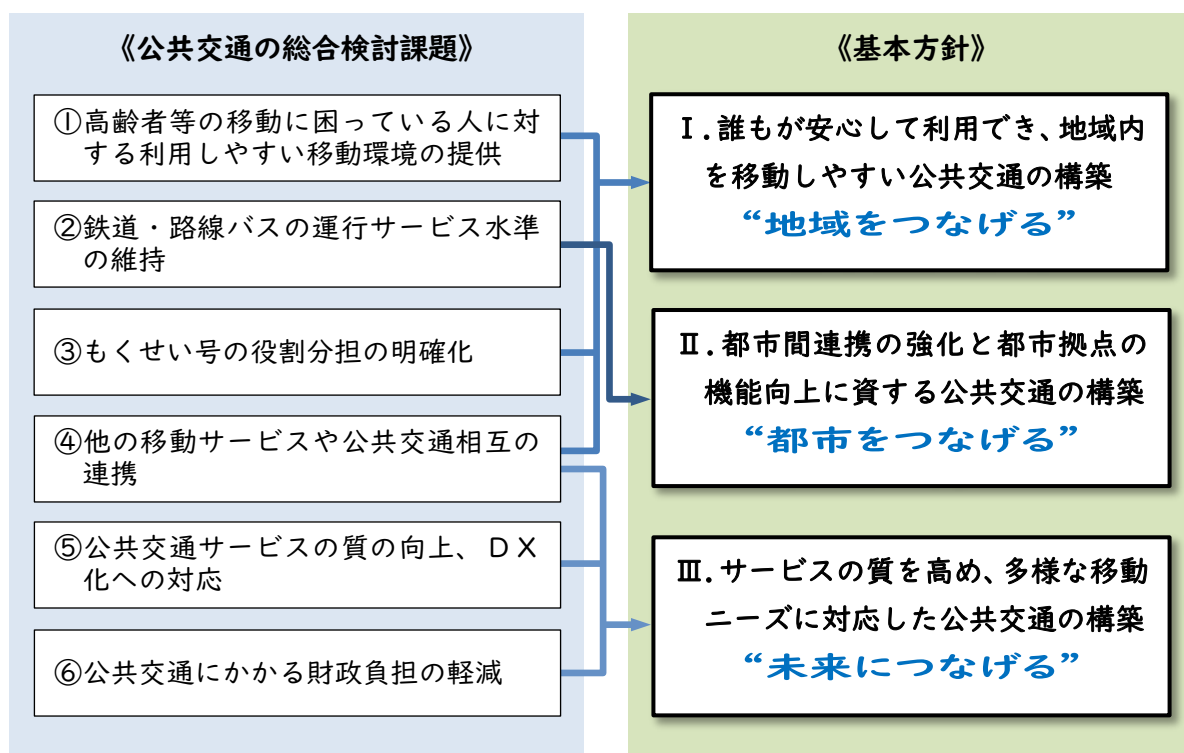 《公共交通の総合検討課題》
①高齢者等の移動に困っている人に対
する利用しやすい移動環境の提供
②鉄道・路線バスの運行サービス水準
の維持
③もくせい号の役割分担の明確化
④他の移動サービスや公共交通相互の
連携
⑤公共交通サービスの質の向上、ＤＸ
化への対応
⑥公共交通にかかる財政負担の軽減
《基本方針》
Ⅰ.誰もが安心して利用でき、地域内
を移動しやすい公共交通の構築
“地域をつなげる”
Ⅱ.都市間連携の強化と都市拠点の
機能向上に資する公共交通の構築
“都市をつなげる”
Ⅲ.サービスの質を高め、多様な移動
ニーズに対応した公共交通の構築
“未来につなげる”